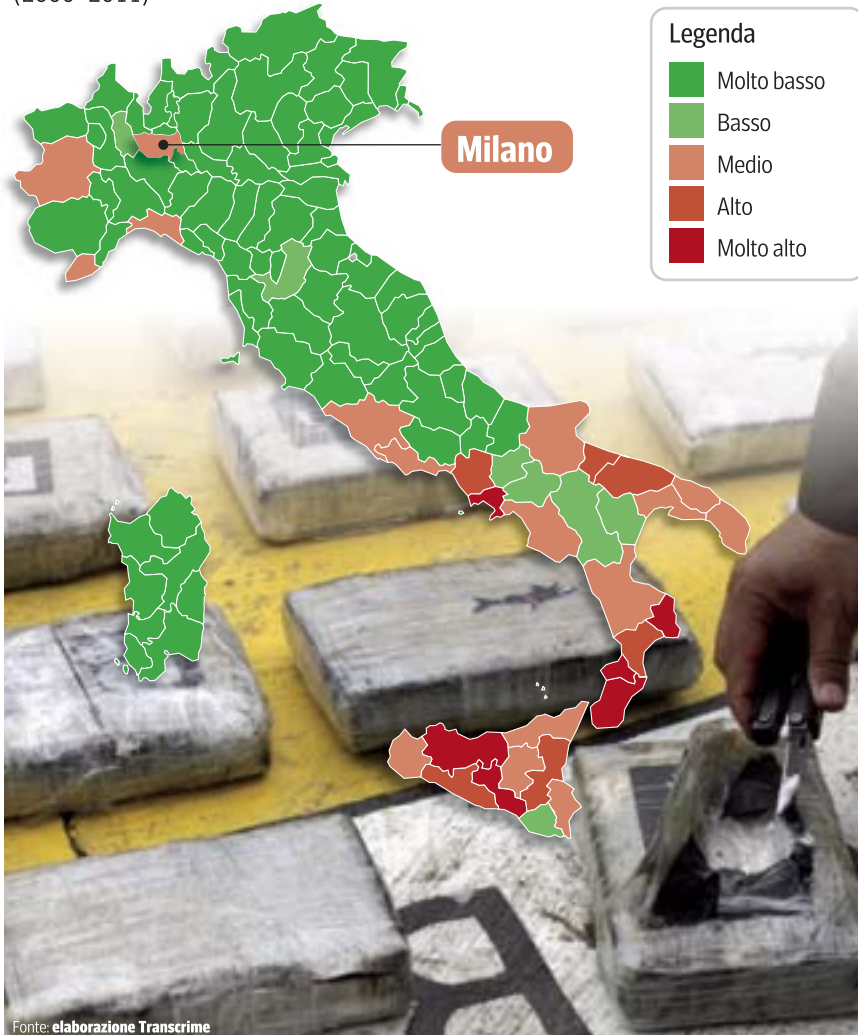 Legenda
Molto basso
Basso
Medio
Alto
Molto alto
Milano
Fonte: elaborazione Transcrime